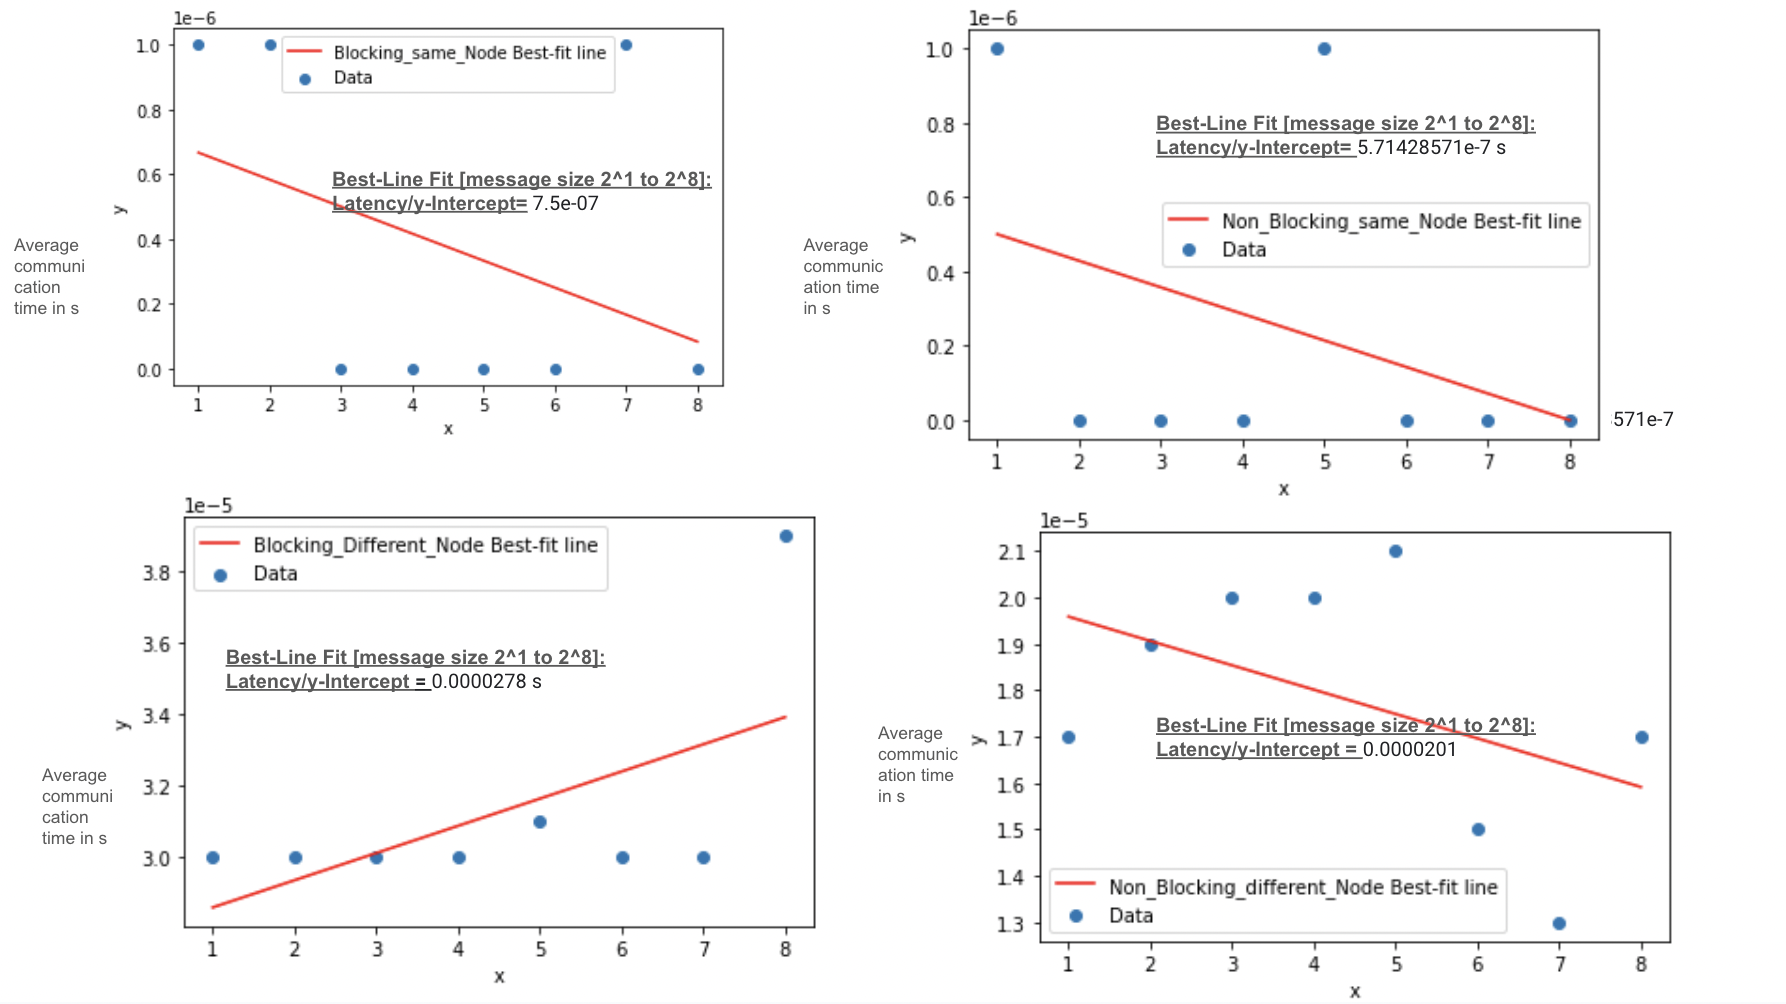 1e−6
1.0
0.8
0.6
0.4
0.2
0.0
y
Blocking_same_Node Best-fit line
Data
Best-Line Fit [message size 2^1 to 2^8]:
Latency/y-Intercept= 7.5e-07
1 2 3 4 5 6 7 8
x
Average
communi
cation
time in s
1e−6
1.0
0.8
0.6
0.4
0.2
0.0
y
Best-Line Fit [message size 2^1 to 2^8]:
Latency/y-Intercept= 5.71428571e-7 s
Non_Blocking_same_Node Best-fit line
Data
571e-7
1 2 3 4 5 6 7 8
x
Average
communic
ation time
in s
1e−5
3.8
3.6
3.4
3.2
3.0
y
Blocking_Different_Node Best-fit line
Data
Best-Line Fit [message size 2^1 to 2^8]:
Latency/y-Intercept = 0.0000278 s
1 2 3 4 5 6 7 8
x
Average
communi
cation
time in s
1e−5
2.1
2.0
1.9
1.8
1.7
1.6
1.5
1.4
1.3
y
Best-Line Fit [message size 2^1 to 2^8]:
Latency/y-Intercept = 0.0000201
Non_Blocking_different_Node Best-fit line
Data
1 2 3 4 5 6 7 8
x
Average
communic
ation time
in s